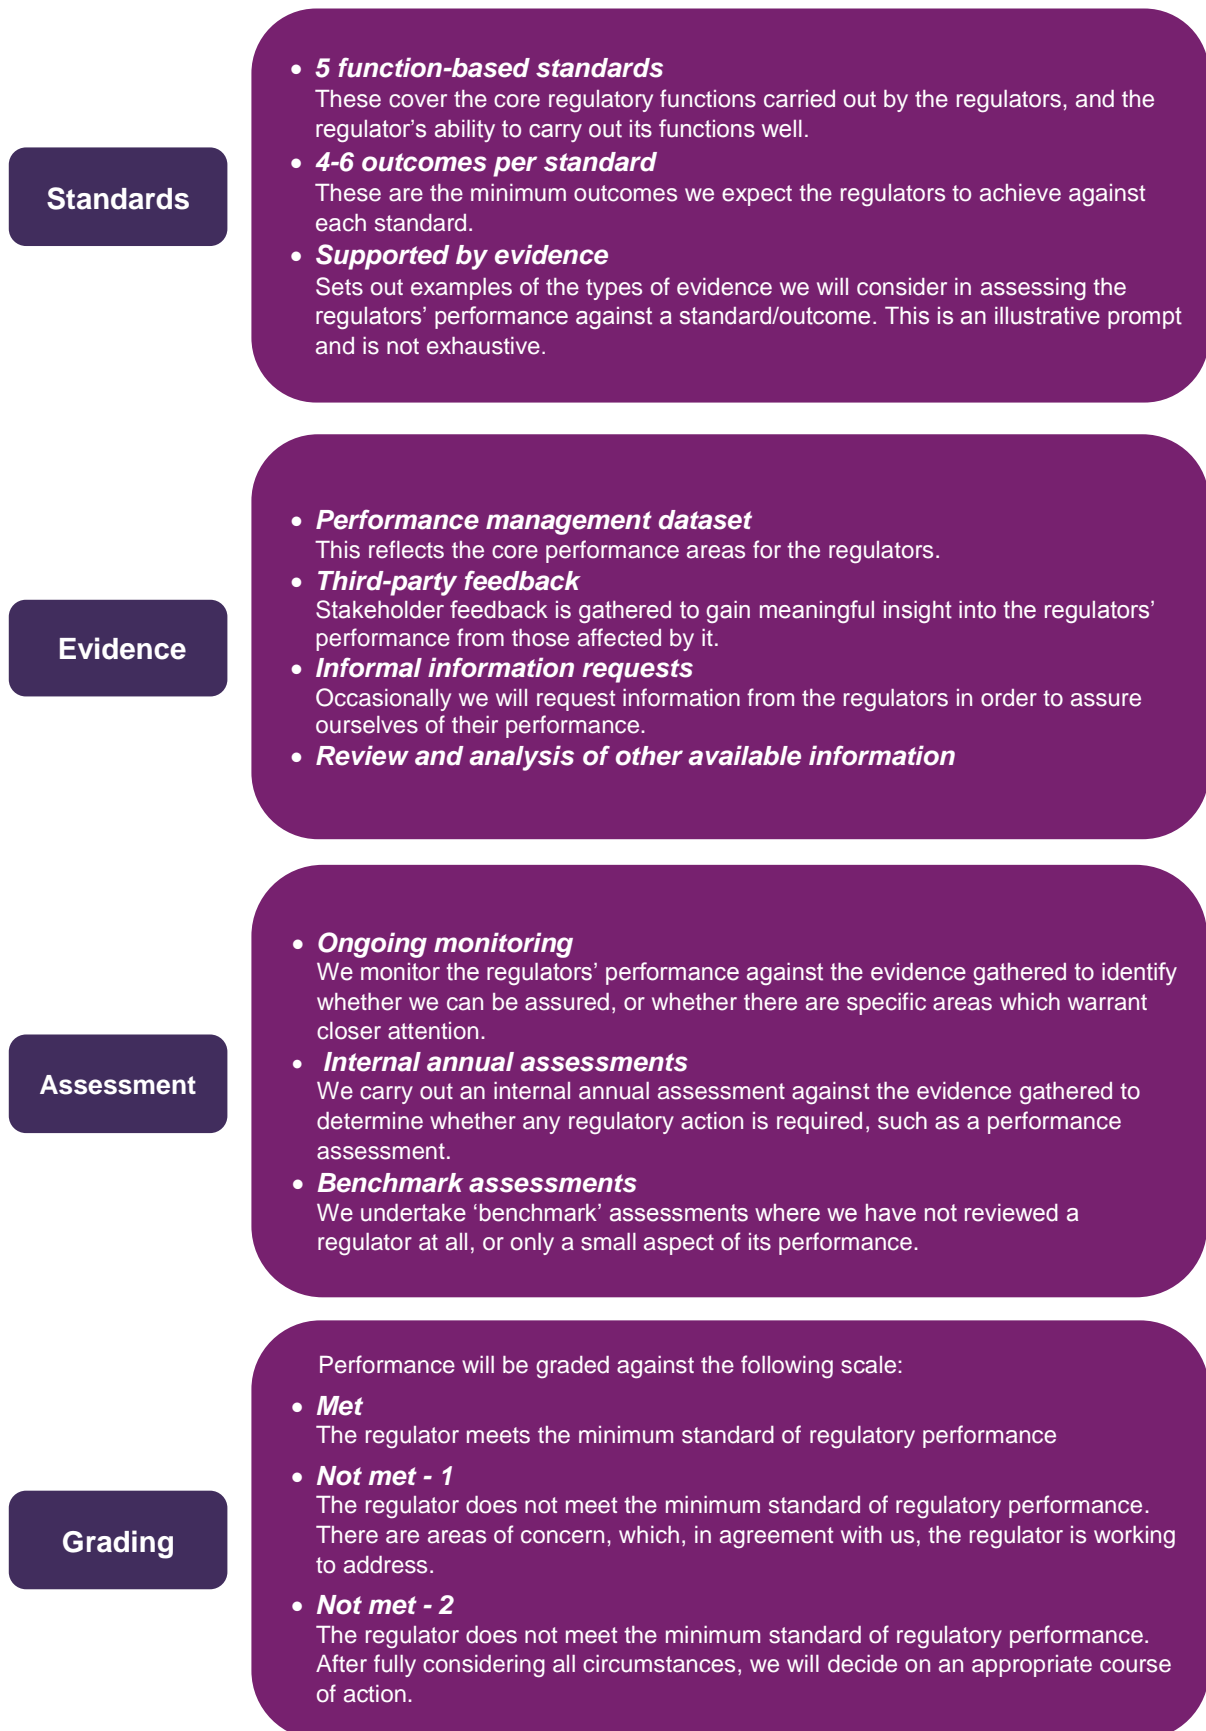 Standards
• 5 function-based standards
These cover the core regulatory functions carried out by the regulators, and the
regulator’s ability to carry out its functions well.
• 4-6 outcomes per standard
These are the minimum outcomes we expect the regulators to achieve against
each standard.
• Supported by evidence
Sets out examples of the types of evidence we will consider in assessing the
regulators’ performance against a standard/outcome. This is an illustrative prompt
and is not exhaustive.
Evidence
• Performance management dataset
This reflects the core performance areas for the regulators.
• Third-party feedback
Stakeholder feedback is gathered to gain meaningful insight into the regulators’
performance from those affected by it.
• Informal information requests
Occasionally we will request information from the regulators in order to assure
ourselves of their performance.
• Review and analysis of other available information
Assessment
• Ongoing monitoring
We monitor the regulators’ performance against the evidence gathered to identify
whether we can be assured, or whether there are specific areas which warrant
closer attention.
• Internal annual assessments
We carry out an internal annual assessment against the evidence gathered to
determine whether any regulatory action is required, such as a performance
assessment.
• Benchmark assessments
We undertake ‘benchmark’ assessments where we have not reviewed a
regulator at all, or only a small aspect of its performance.
Grading
Performance will be graded against the following scale:
• Met
The regulator meets the minimum standard of regulatory performance
• Not met - 1
The regulator does not meet the minimum standard of regulatory performance.
There are areas of concern, which, in agreement with us, the regulator is working
to address.
• Not met - 2
The regulator does not meet the minimum standard of regulatory performance.
After fully considering all circumstances, we will decide on an appropriate course
of action.